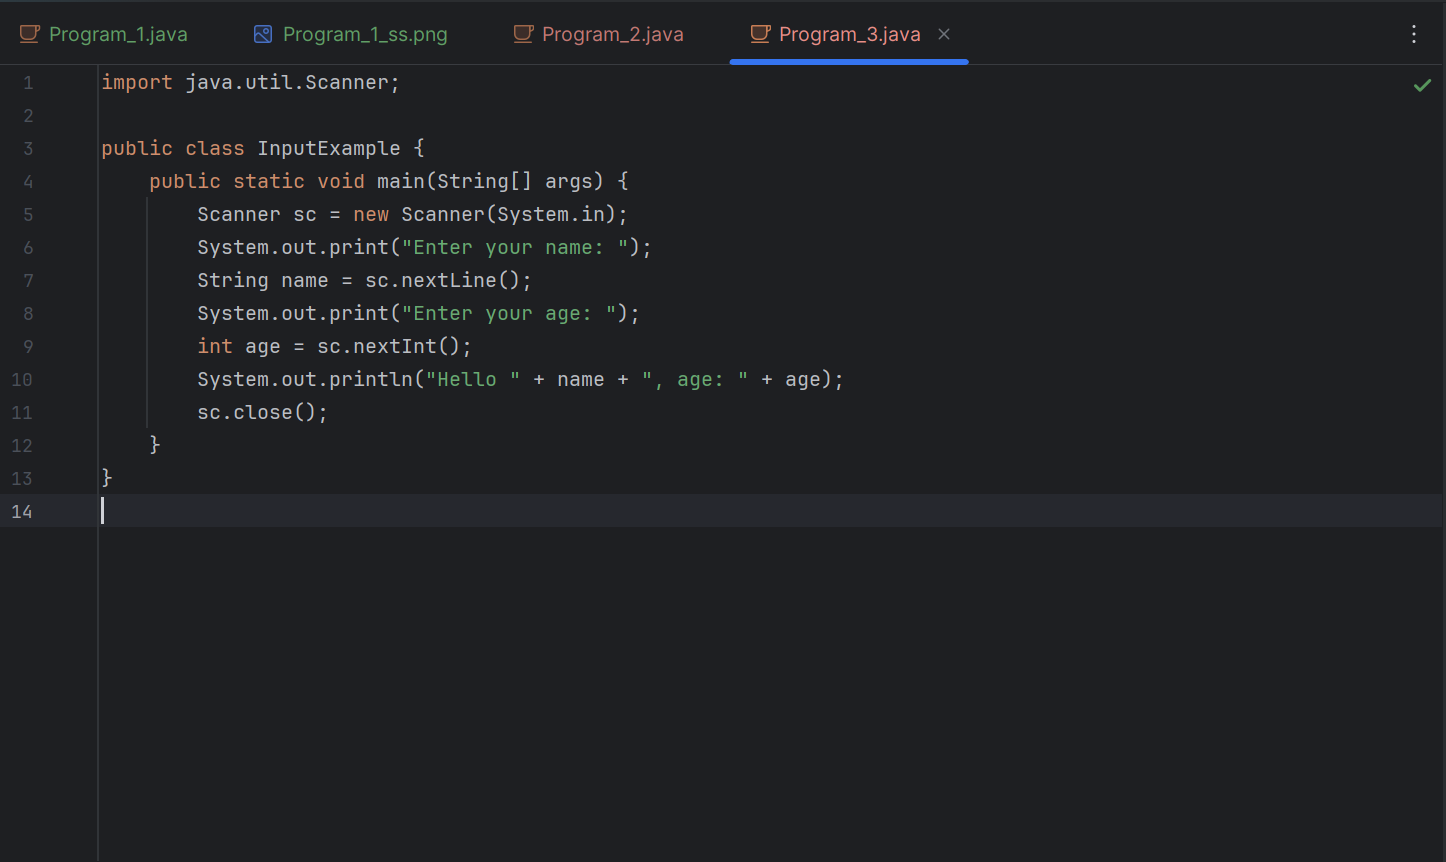 Program_1.java Program_1_ss.png Program_2.java Program_3.java
1 import java.util.Scanner;
2
3 public class InputExample {
4     public static void main(String[] args) {
5         Scanner sc = new Scanner(System.in);
6         System.out.print("Enter your name: ");
7         String name = sc.nextLine();
8         System.out.print("Enter your age: ");
9         int age = sc.nextInt();
10         System.out.println("Hello " + name + ", age: " + age);
11         sc.close();
12     }
13 }
14